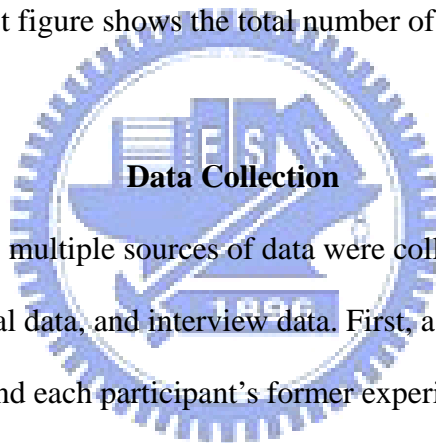 t figure shows the total number of
E S A
Data Collection
multiple sources of data were coll
al data, and interview data. First, a
1896
nd each participant's former experi